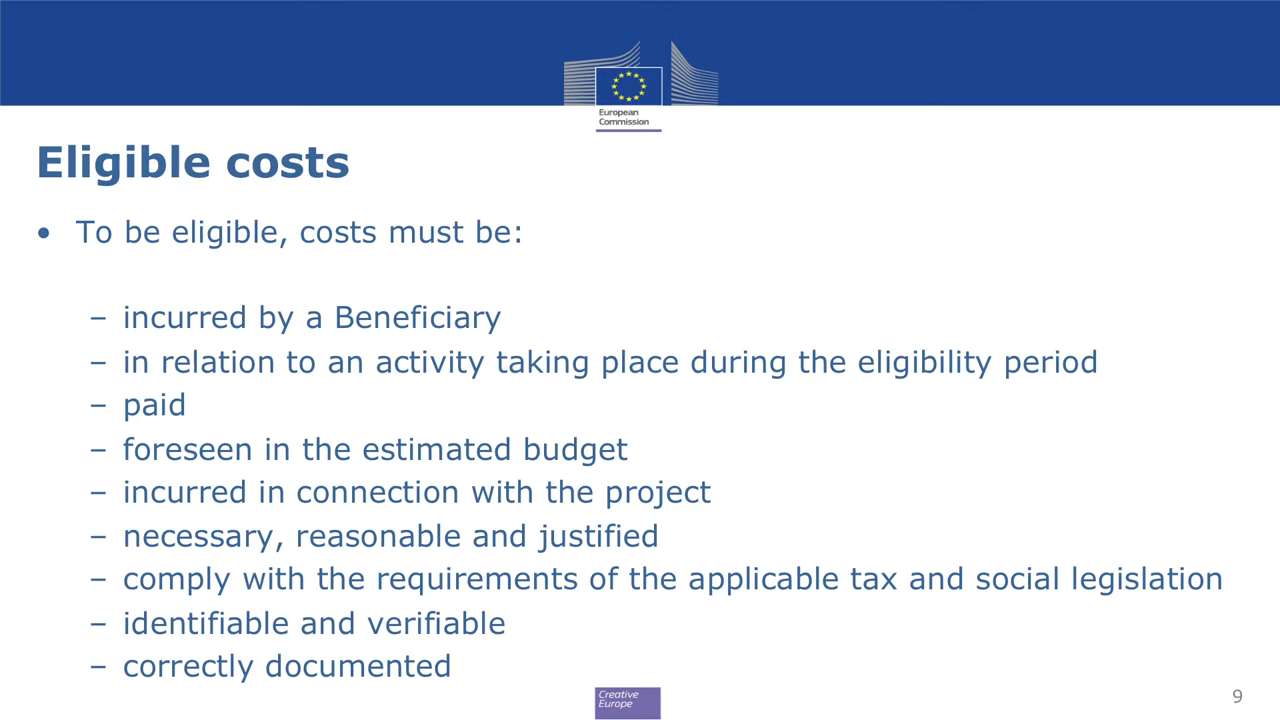 European
Commission
Eligible costs
• To be eligible, costs must be:
– incurred by a Beneficiary
– in relation to an activity taking place during the eligibility period
– paid
– foreseen in the estimated budget
– incurred in connection with the project
– necessary, reasonable and justified
– comply with the requirements of the applicable tax and social legislation
– identifiable and verifiable
– correctly documented
Creative
Europe
9